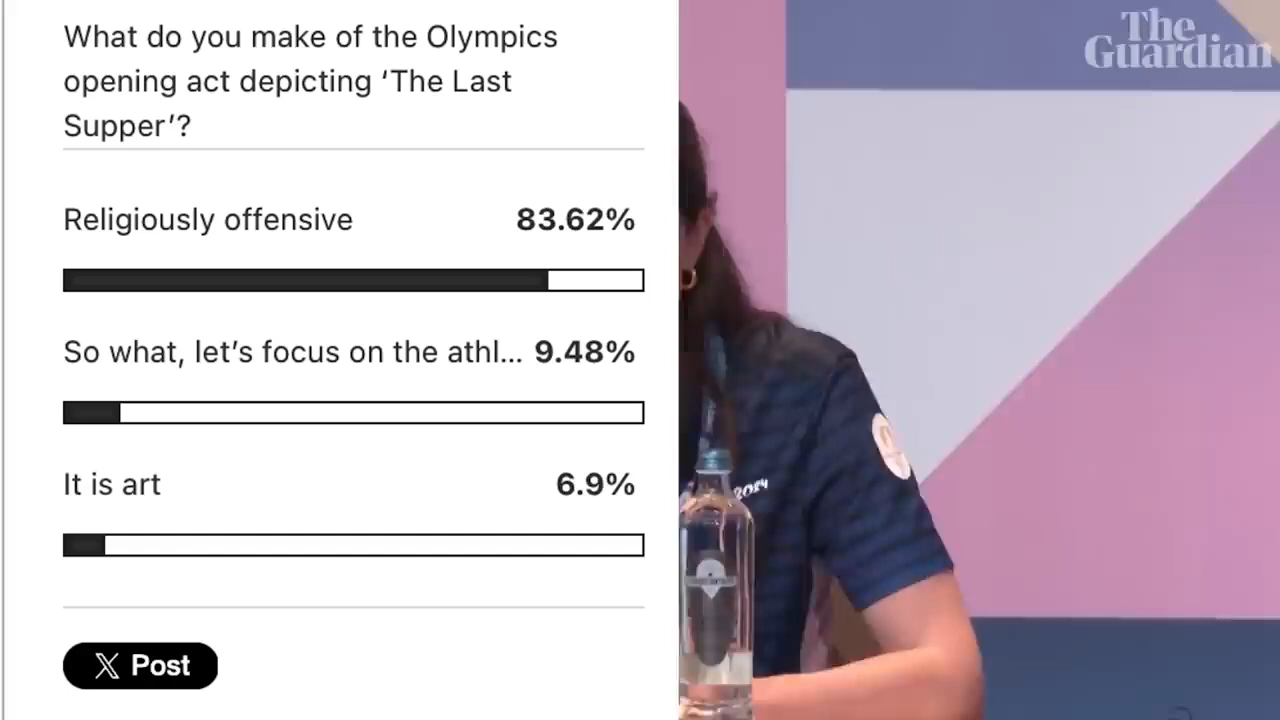 What do you make of the Olympics
opening act depicting ‘The Last
Supper’?
Religiously offensive 83.62%
So what, let’s focus on the athl... 9.48%
It is art 6.9%
X Post
The
Guardian
2024